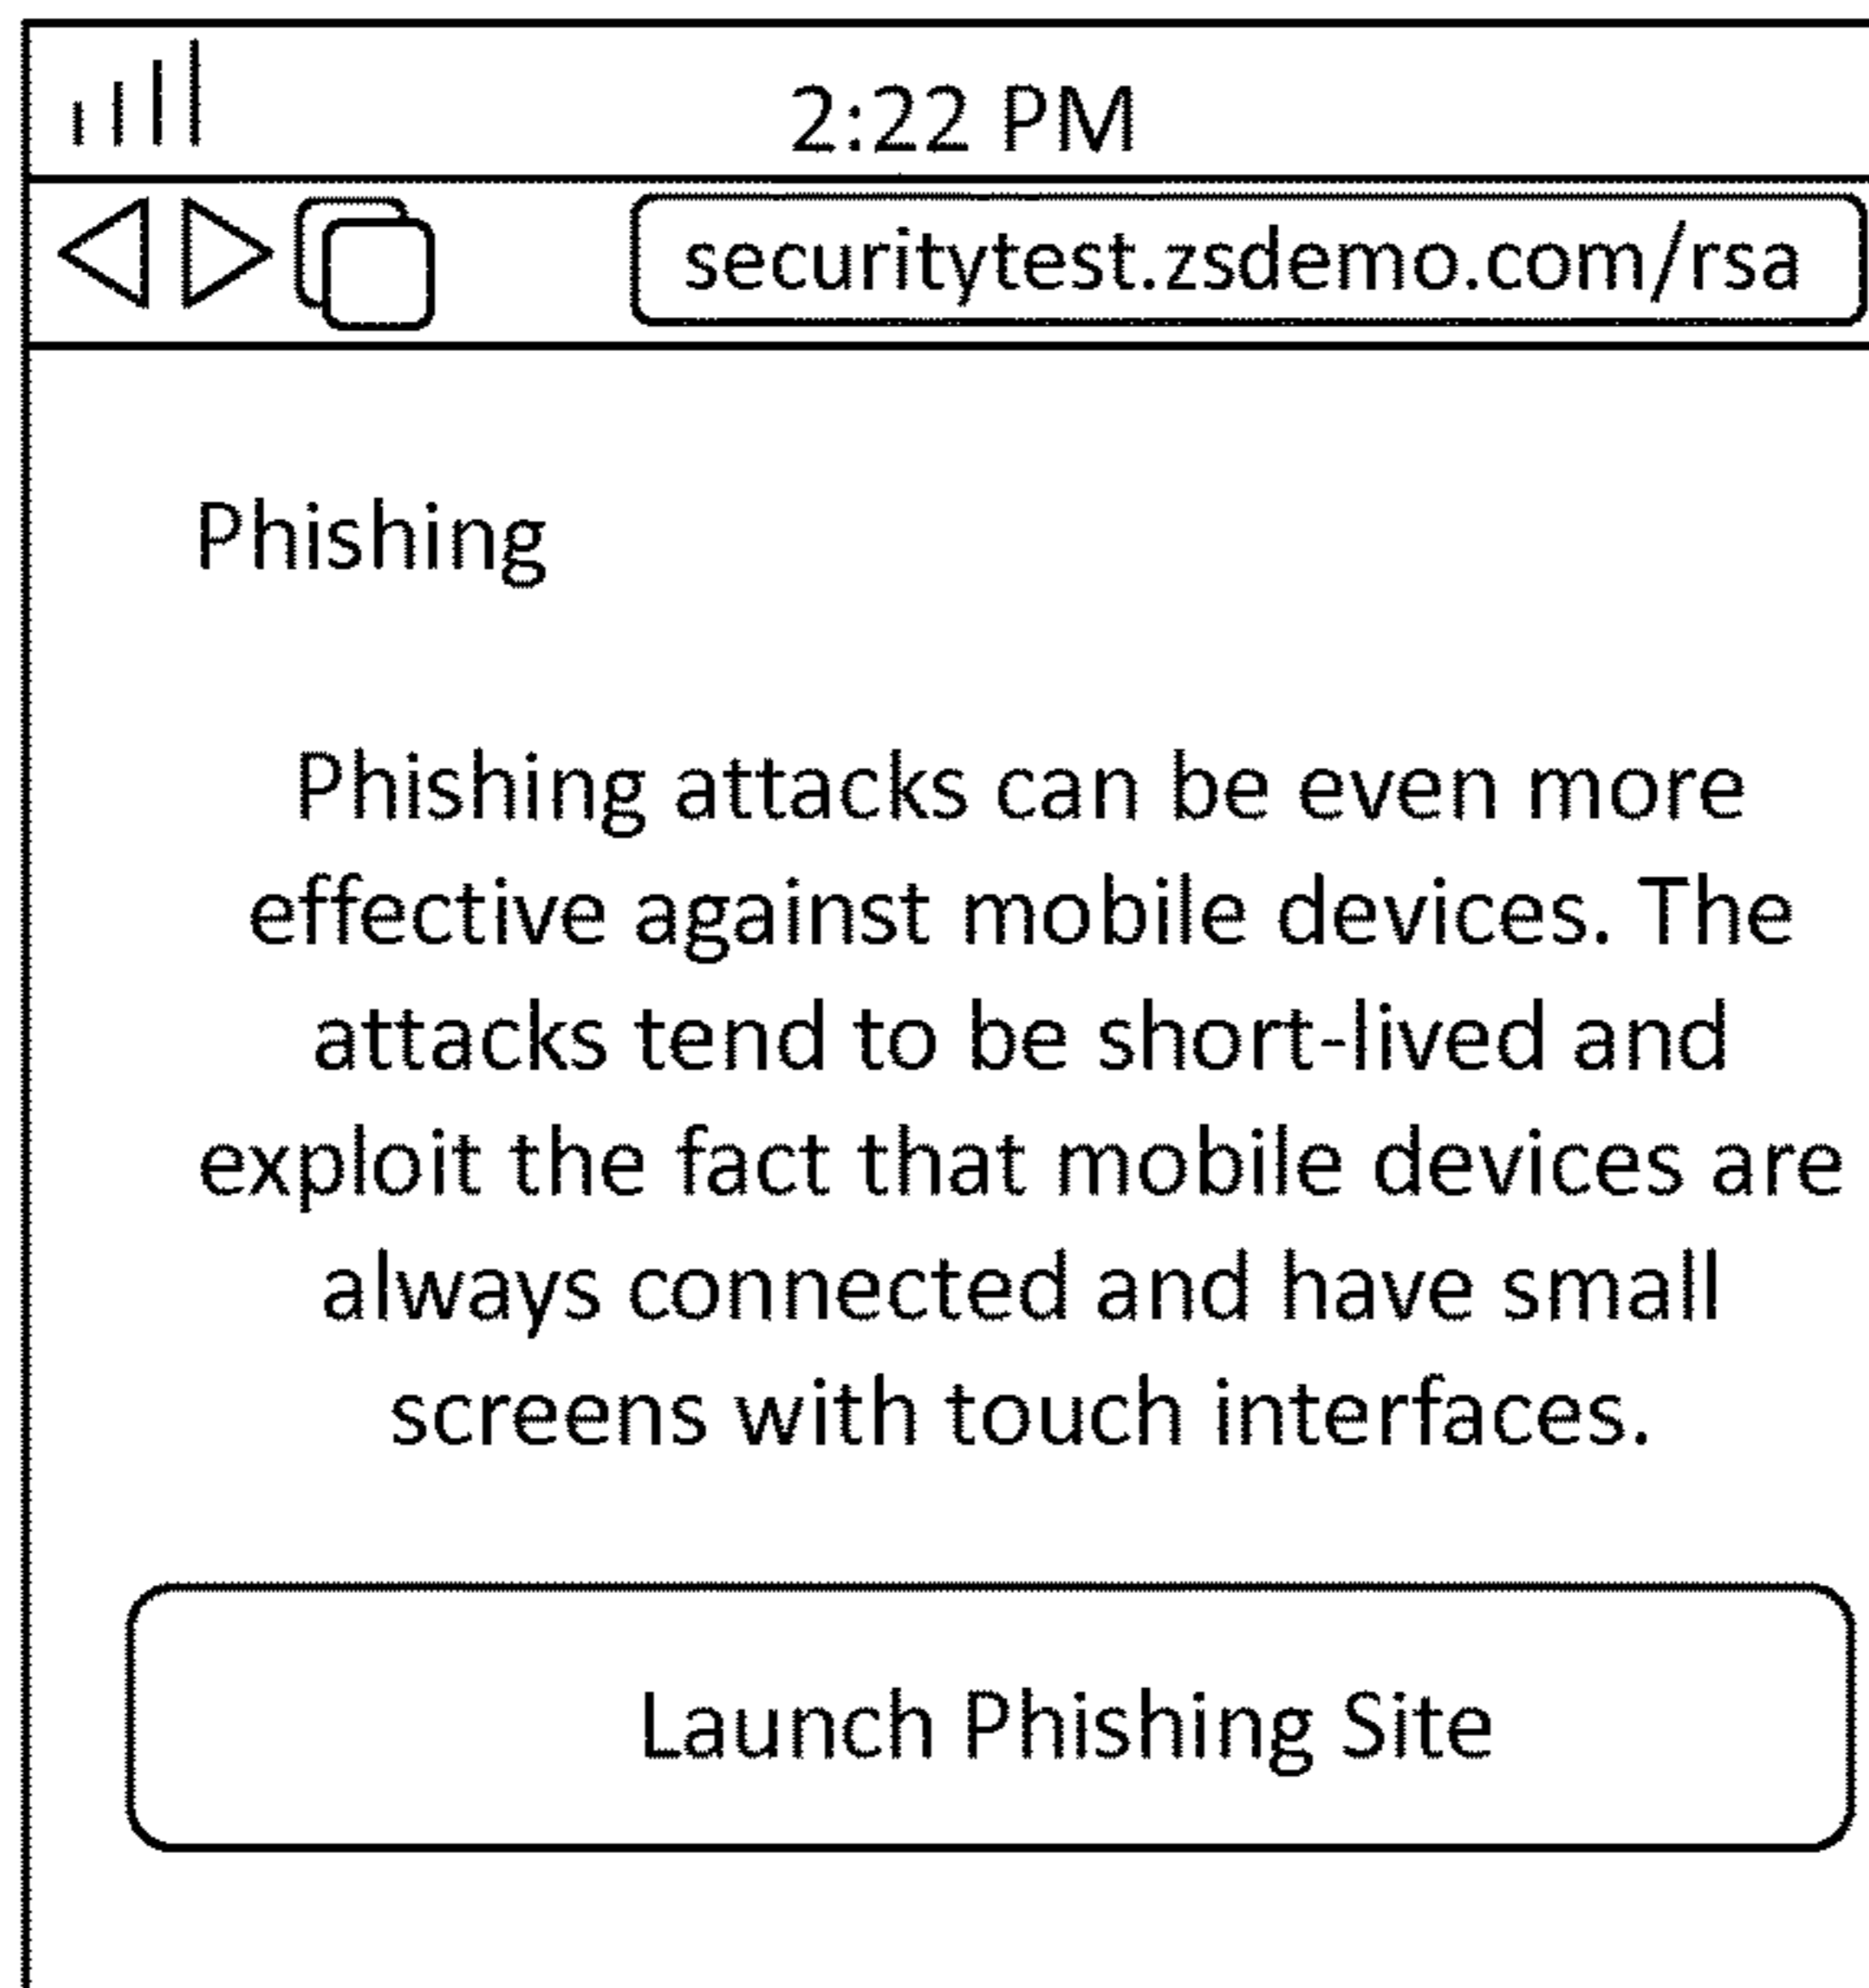 2:22 PM
securitytest.zsdemo.com/rsa
Phishing
Phishing attacks can be even more
effective against mobile devices. The
attacks tend to be short-lived and
exploit the fact that mobile devices are
always connected and have small
screens with touch interfaces.
Launch Phishing Site